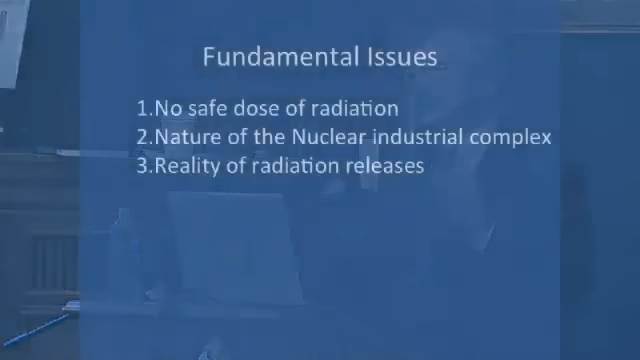 Fundamental Issues
1.No safe dose of radiation
2.Nature of the Nuclear industrial complex
3.Reality of radiation releases